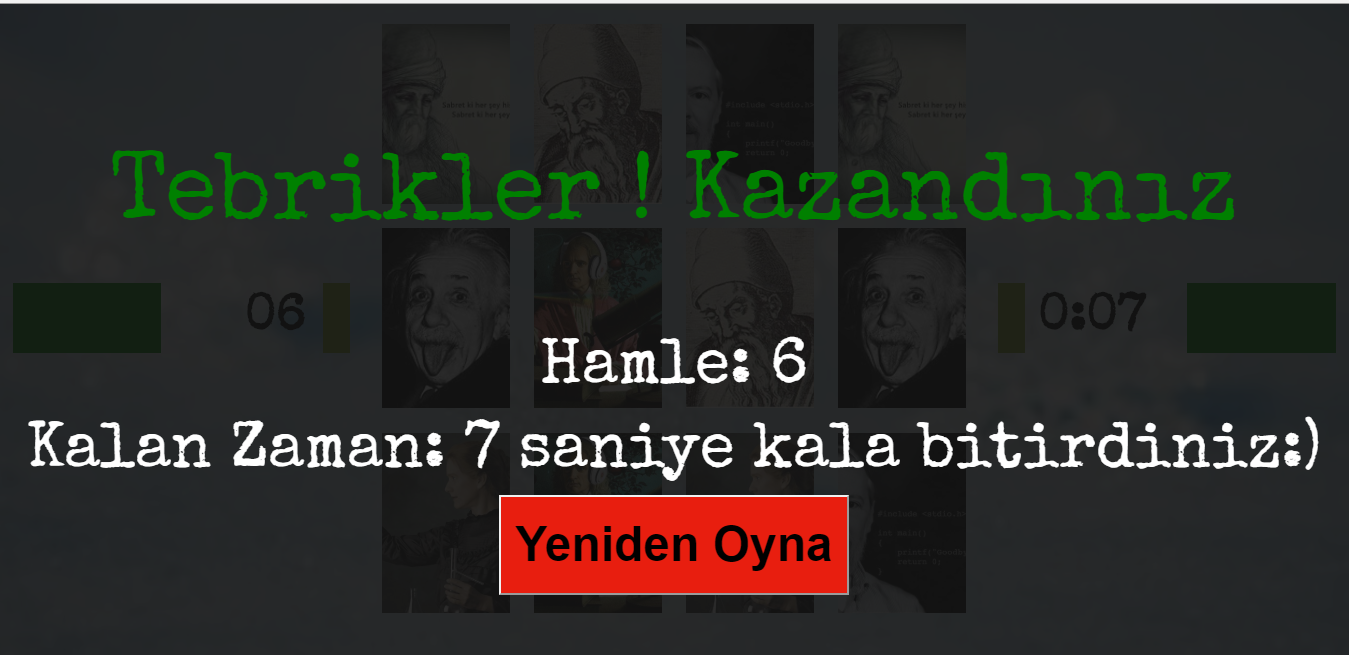 Tebrikler ! Kazandınız
06
0:07
Hamle: 6
Kalan Zaman: 7 saniye kala bitirdiniz:)
Yeniden Oyna